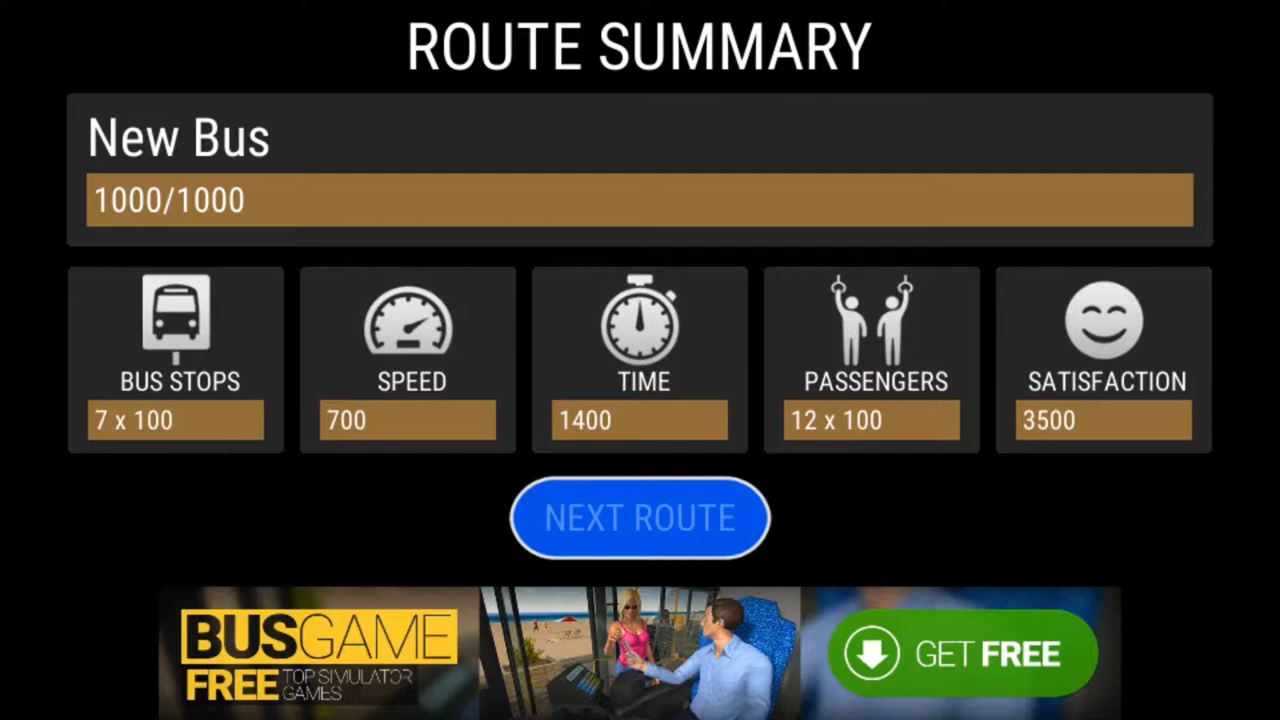 ROUTE SUMMARY
New Bus
1000/1000
BUS STOPS
7 x 100
SPEED
700
TIME
1400
PASSENGERS
12 x 100
SATISFACTION
3500
NEXT ROUTE
BUSGAME
FREE TOP SIMULATOR
GAMES
GET FREE